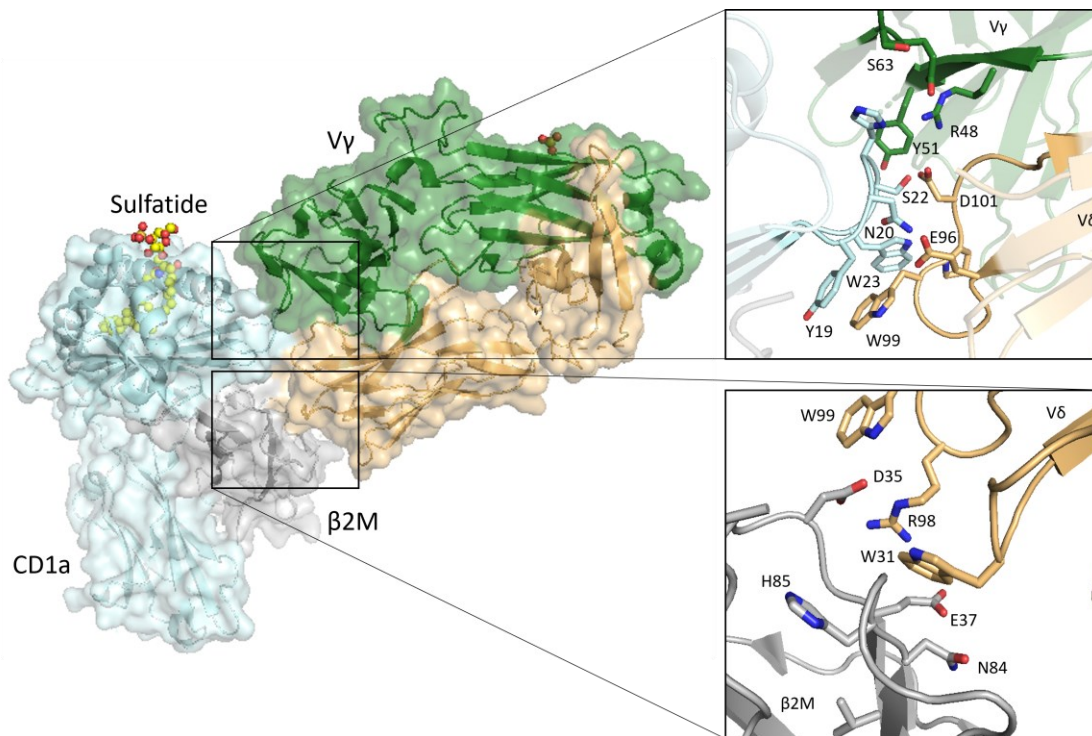 Vγ
Sulfatide
CD1a
β2M
Vγ
S63
R48
Y51
S22
D101
Vδ
N20
E96
W23
Y19
W99
W99
Vδ
D35
R98
W31
H85
E37
N84
β2M